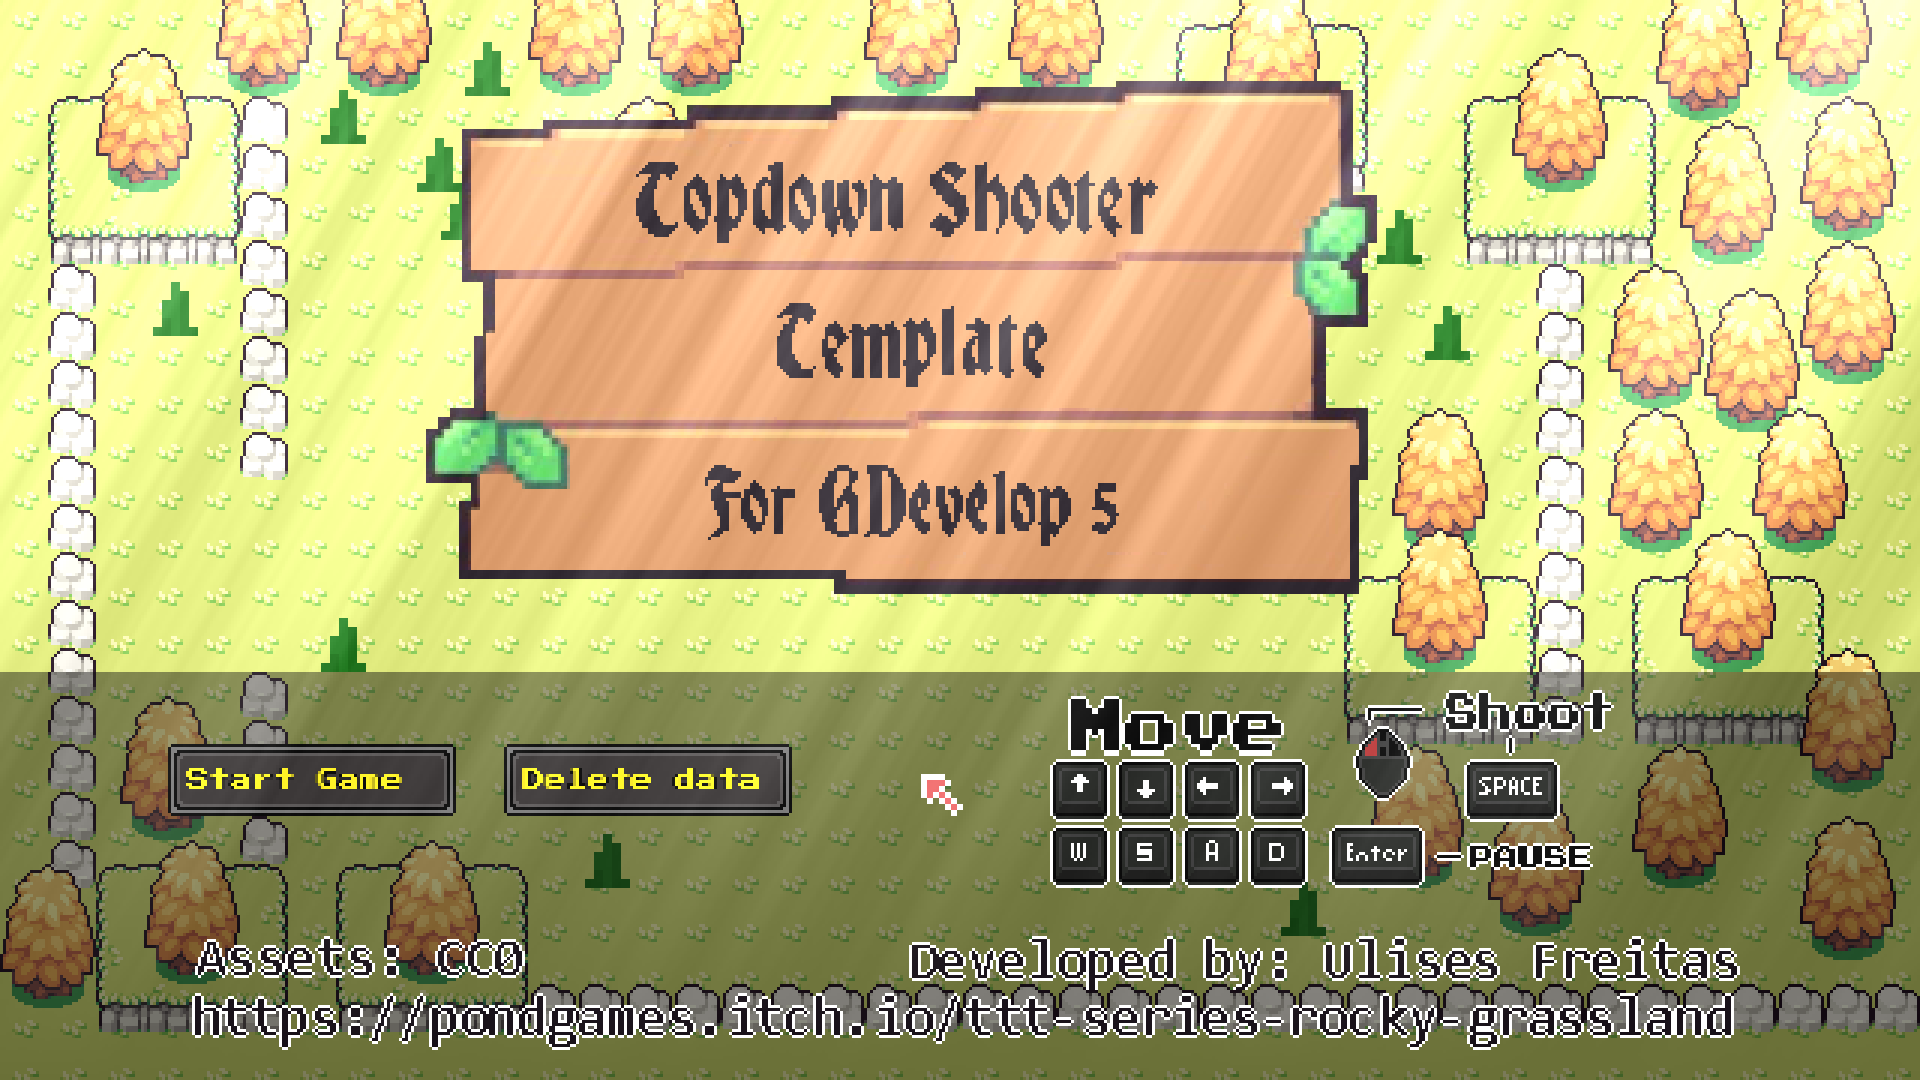 Topdown Shooter
Template
For GDevelop 5
Start Game
Delete data
Move
Shoot
SPACE
W S A D
Enter
PAUSE
Assets: CC0
Developed by: Ulises Freitas
https://pondgames.itch.io/ttt-series-rocky-grassland